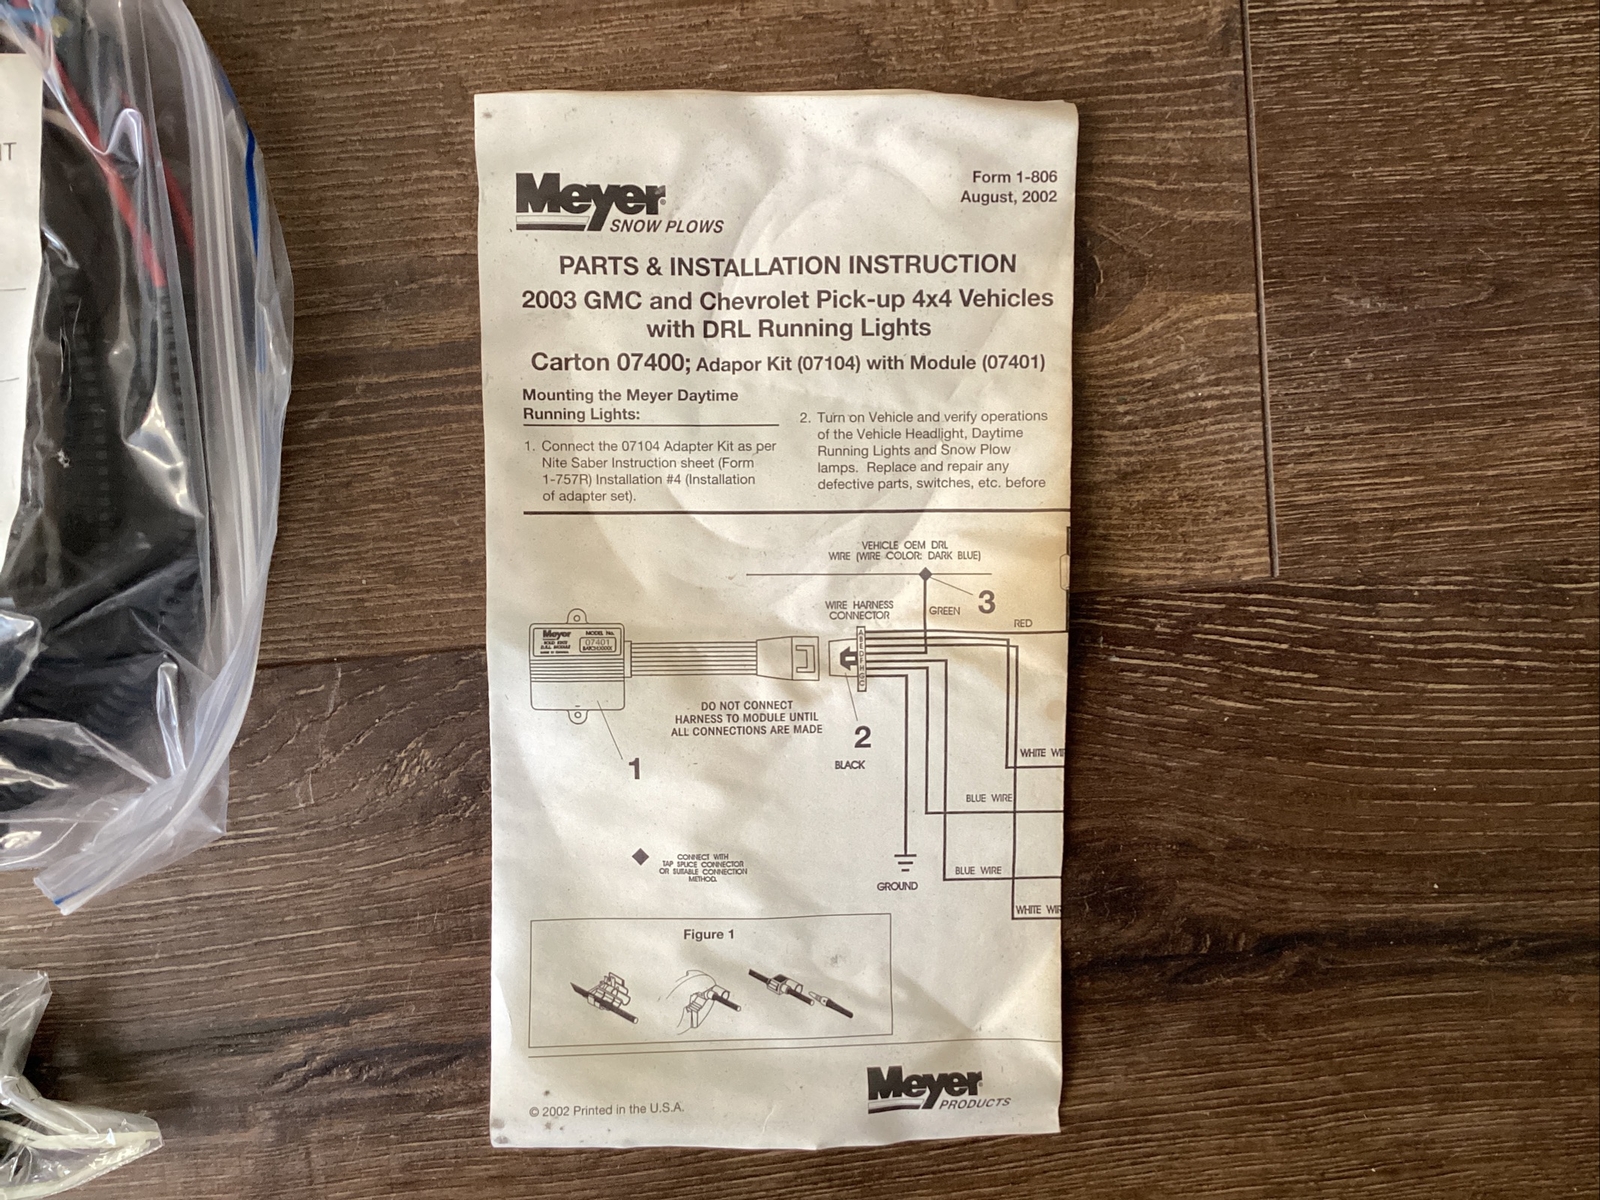 IT
Meyer
SNOW PLOWS
Form 1-806
August, 2002
PARTS & INSTALLATION INSTRUCTION
2003 GMC and Chevrolet Pick-up 4x4 Vehicles
with DRL Running Lights
Carton 07400; Adapor Kit (07104) with Module (07401)
Mounting the Meyer Daytime
Running Lights:
1. Connect the 07104 Adapter Kit as per
Nite Saber Instruction sheet (Form
1-757R) Installation #4 (Installation
of adapter set).
2. Turn on Vehicle and verify operations
of the Vehicle Headlight, Daytime
Running Lights and Snow Plow
lamps. Replace and repair any
defective parts, switches, etc. before
VEHICLE OEM DRL
WIRE (WIRE COLOR: DARK BLUE)
3
WIRE HARNESS
CONNECTOR
GREEN
RED
Meyer
MODEL No.
07401
BATCHXXXX
DO NOT CONNECT
HARNESS TO MODULE UNTIL
ALL CONNECTIONS ARE MADE
2
BLACK
1
WHITE WI
BLUE WIRE
BLUE WIRE
WHITE WI
GROUND
CONNECT WITH
TAP SPLICE CONNECTOR
OR SUITABLE CONNECTION
METHOD.
Figure 1
Meyer
PRODUCTS
© 2002 Printed in the U.S.A.